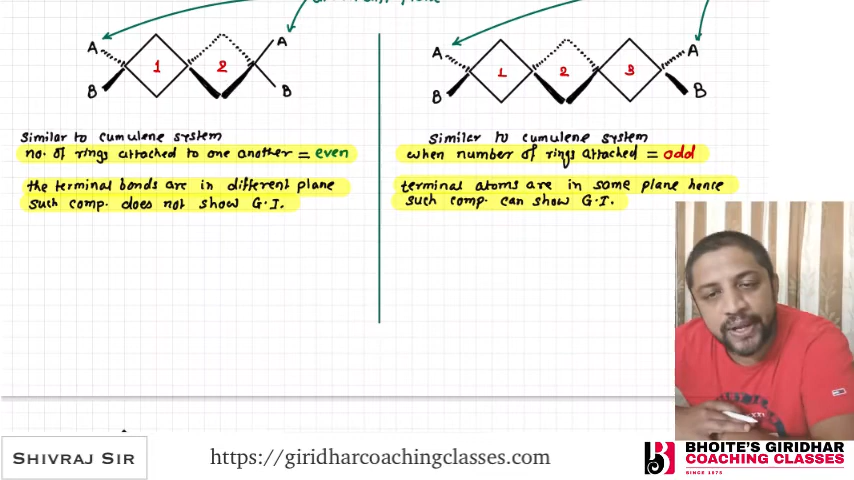 A
B
1
2
A
B
A
B
1
2
3
A
B
Similar to cumulene system
no. of rings attached to one another = even
the terminal bonds are in different plane
such comp. does not show G.I.
Similar to cumulene system
when number of rings attached = odd
terminal atoms are in same plane hence
such comp. can show G.I.
SHIVRAJ SIR
https://giridharcoachingclasses.com
B
BHOITE'S GIRIDHAR
COACHING CLASSES